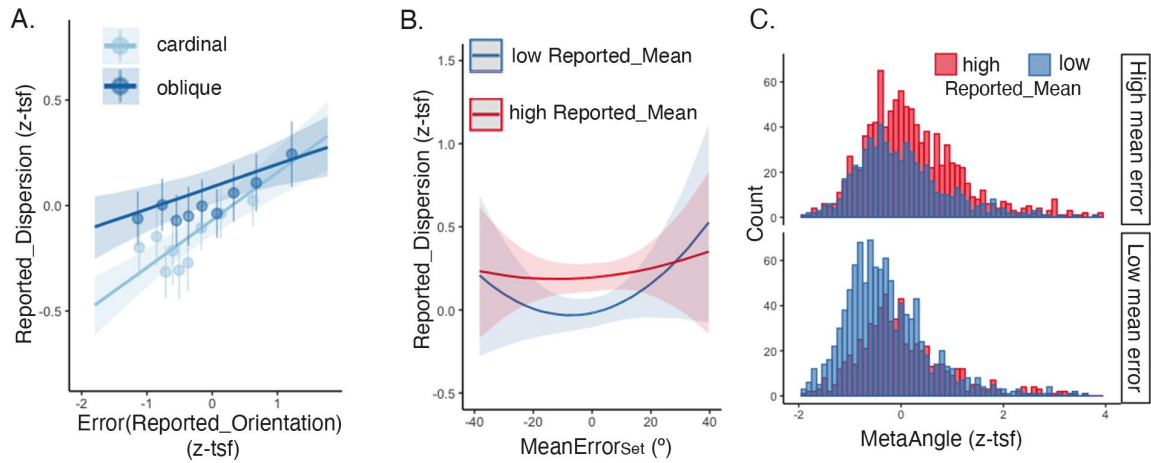 A.
cardinal
oblique
Reported_Dispersion (z-tsf)
0.5
0.0
-0.5
-2 -1 0 1
Error(Reported_Orientation)
(z-tsf)
B.
low Reported_Mean
high Reported_Mean
Reported_Dispersion (z-tsf)
1.5
1.0
0.5
0.0
-0.5
-40 -20 0 20 40
MeanErrorSet (º)
C.
high low
Reported_Mean
Count
60
40
20
0
High mean error
60
40
20
0
Low mean error
-2 0 2 4
MetaAngle (z-tsf)